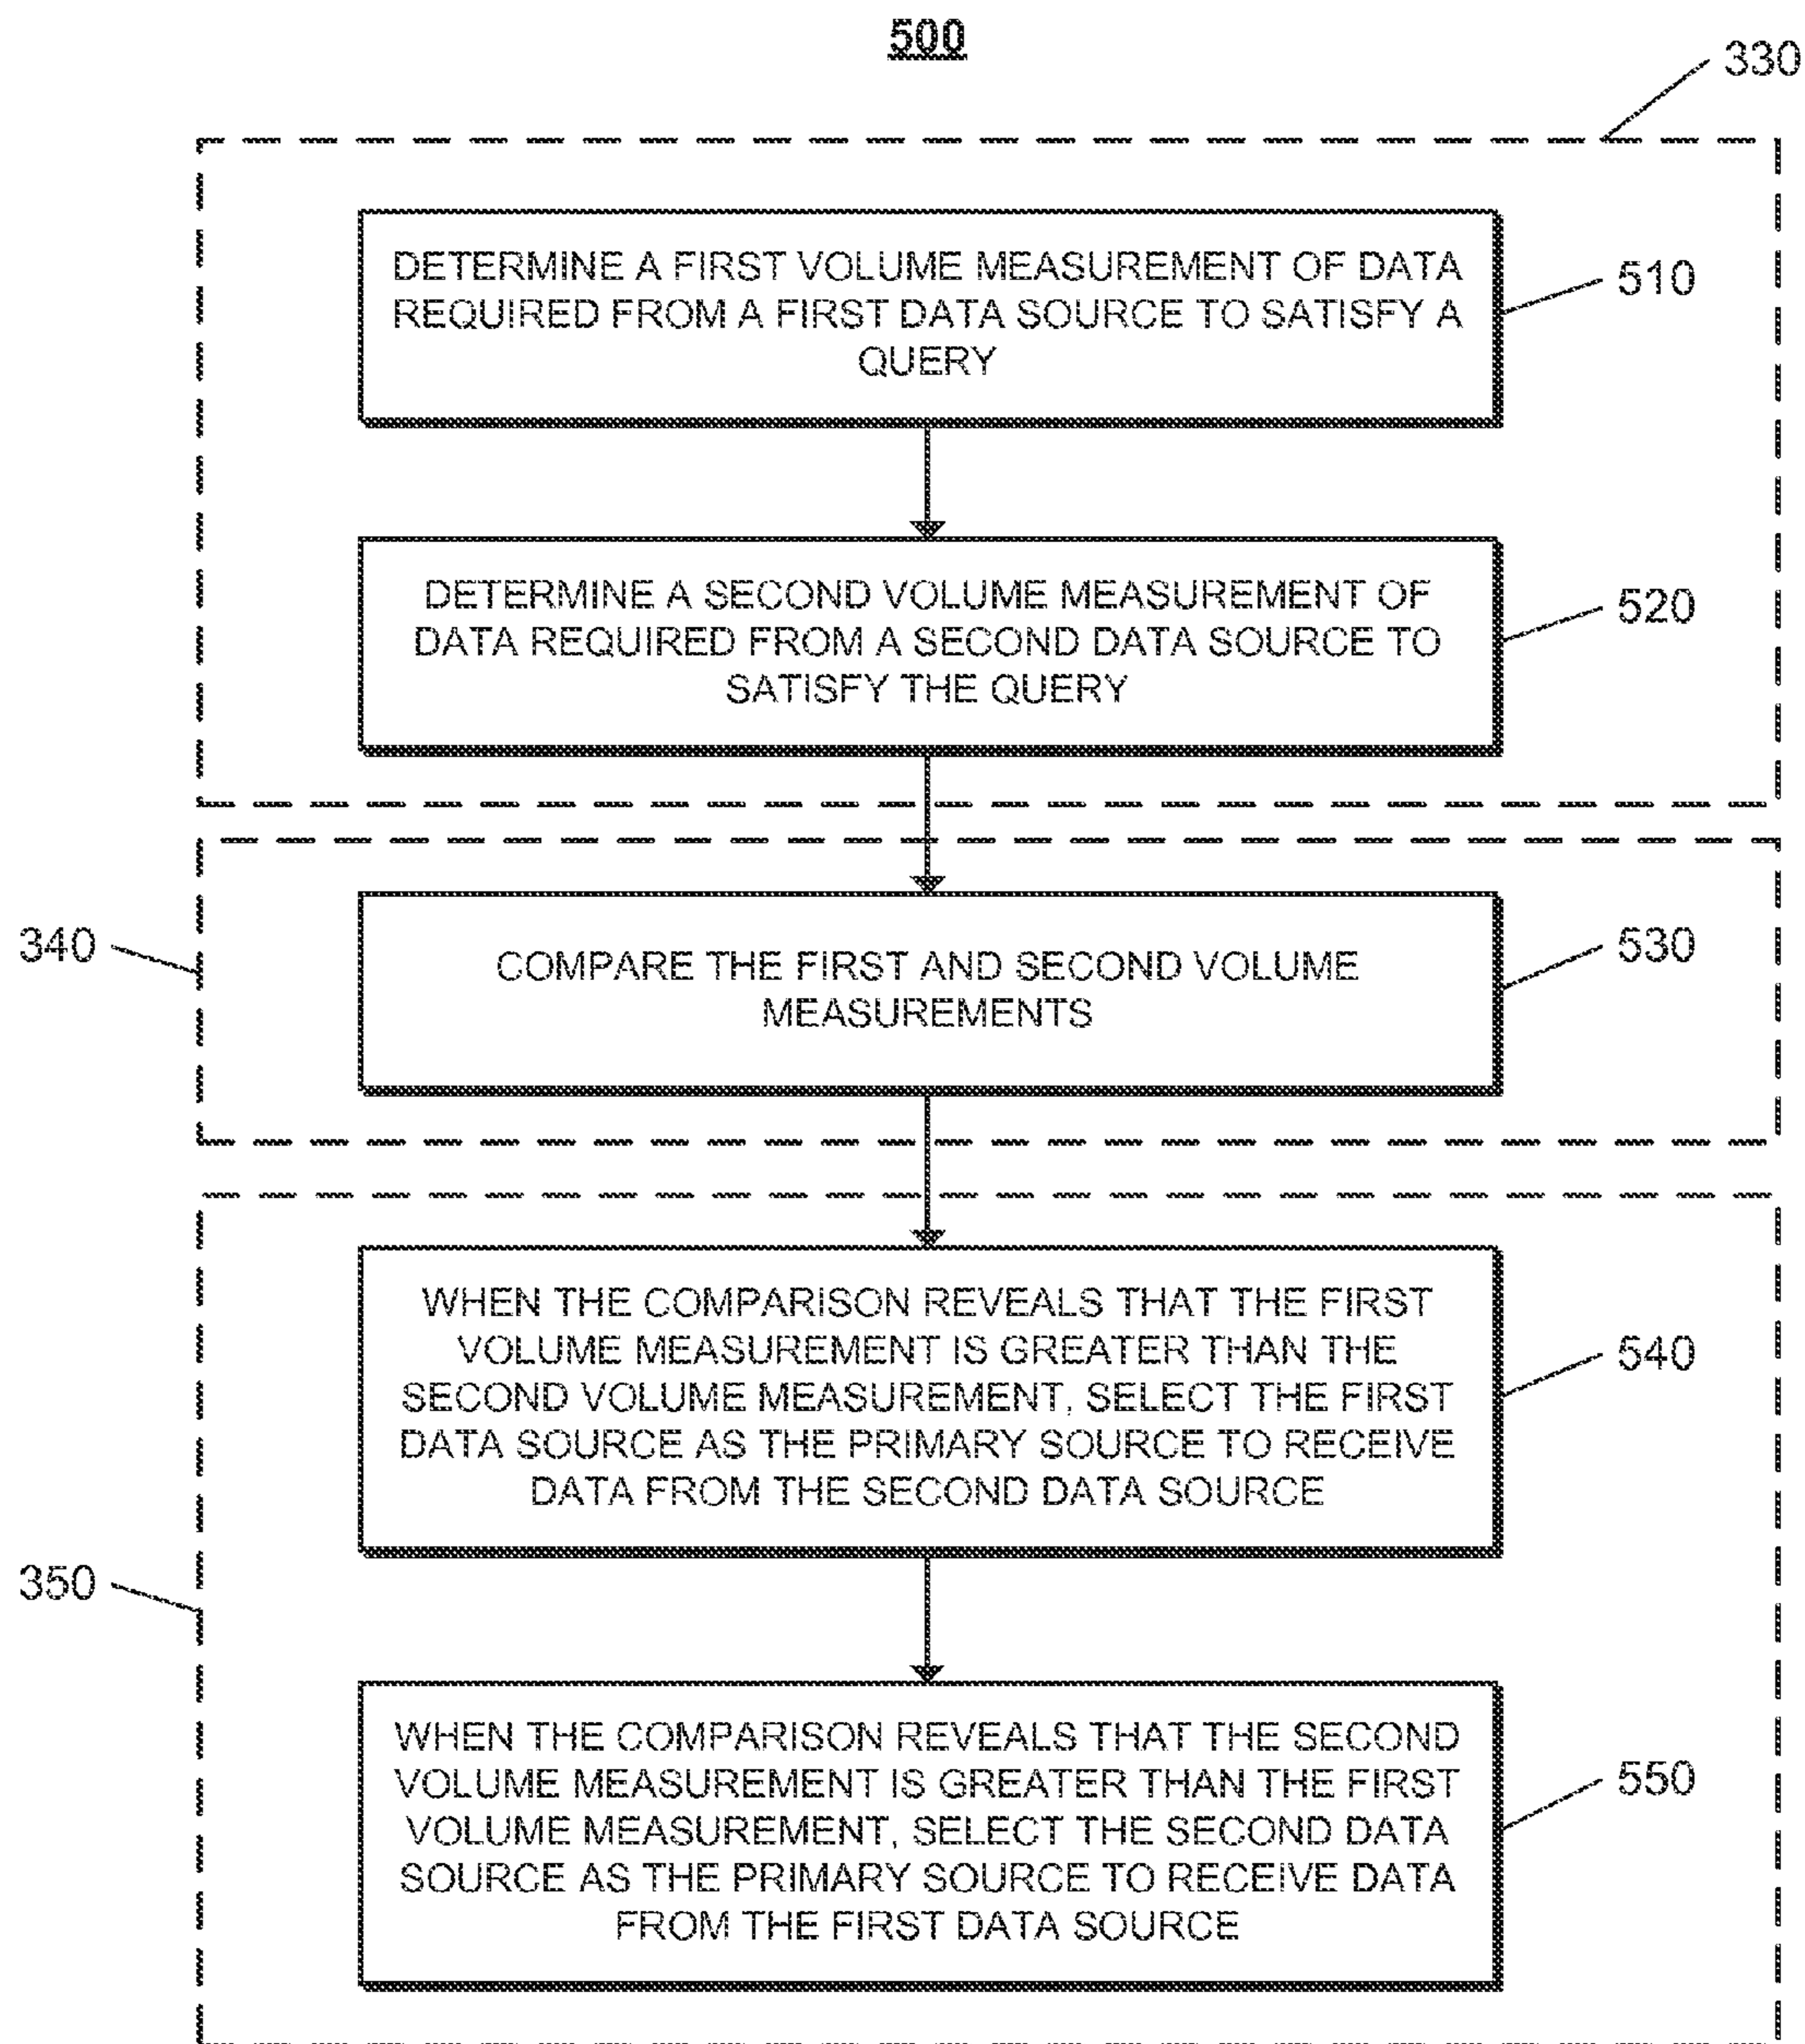 500
330
DETERMINE A FIRST VOLUME MEASUREMENT OF DATA
REQUIRED FROM A FIRST DATA SOURCE TO SATISFY A
QUERY
510
DETERMINE A SECOND VOLUME MEASUREMENT OF
DATA REQUIRED FROM A SECOND DATA SOURCE TO
SATISFY THE QUERY
520
340
COMPARE THE FIRST AND SECOND VOLUME
MEASUREMENTS
530
WHEN THE COMPARISON REVEALS THAT THE FIRST
VOLUME MEASUREMENT IS GREATER THAN THE
SECOND VOLUME MEASUREMENT, SELECT THE FIRST
DATA SOURCE AS THE PRIMARY SOURCE TO RECEIVE
DATA FROM THE SECOND DATA SOURCE
540
350
WHEN THE COMPARISON REVEALS THAT THE SECOND
VOLUME MEASUREMENT IS GREATER THAN THE FIRST
VOLUME MEASUREMENT, SELECT THE SECOND DATA
SOURCE AS THE PRIMARY SOURCE TO RECEIVE DATA
FROM THE FIRST DATA SOURCE
550